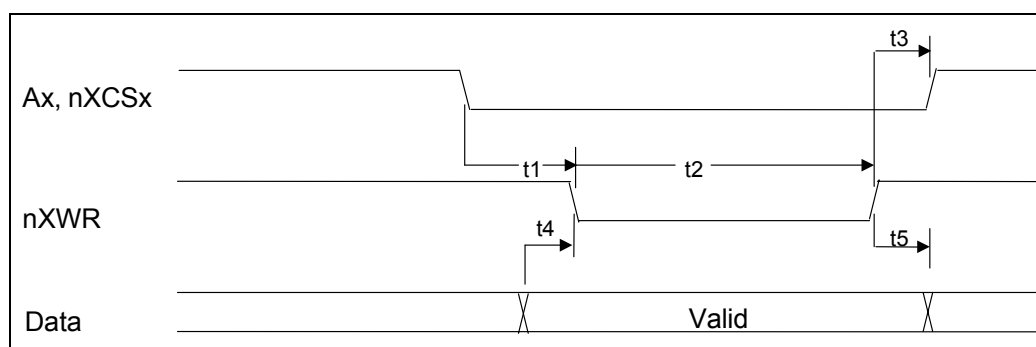 t3
Ax, nXCSx
t1
t2
nXWR
t4
t5
Data
Valid